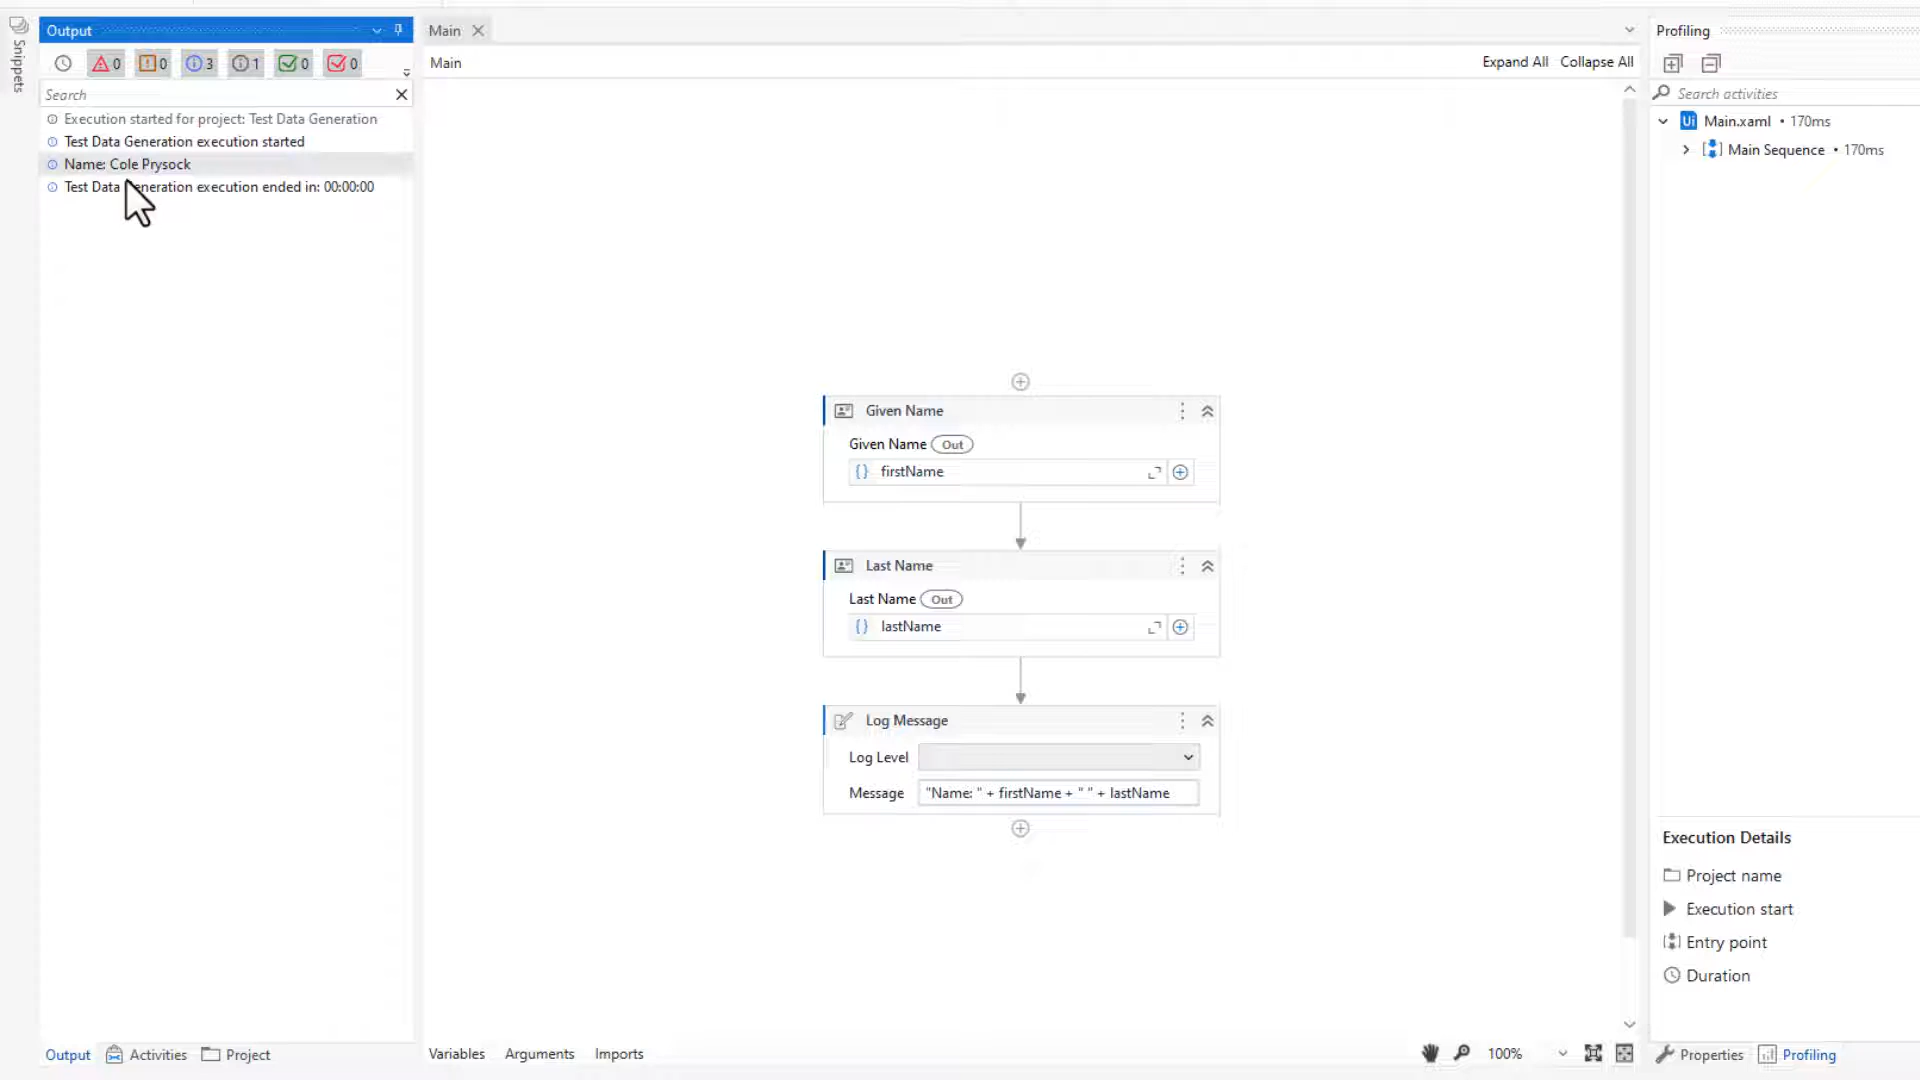 Snippets
Output
0 0 3 1 0 0
Search
Execution started for project: Test Data Generation
Test Data Generation execution started
Name: Cole Prysock
Test Data Generation execution ended in: 00:00:00
Output Activities Project
Main
Main
Expand All Collapse All
Given Name
Given Name Out
{} firstName
Last Name
Last Name Out
{} lastName
Log Message
Log Level
Message "Name: " + firstName + " " + lastName
Variables Arguments Imports
100%
Profiling
Search activities
Ui Main.xaml • 170ms
Main Sequence • 170ms
Execution Details
Project name
Execution start
Entry point
Duration
Properties Profiling